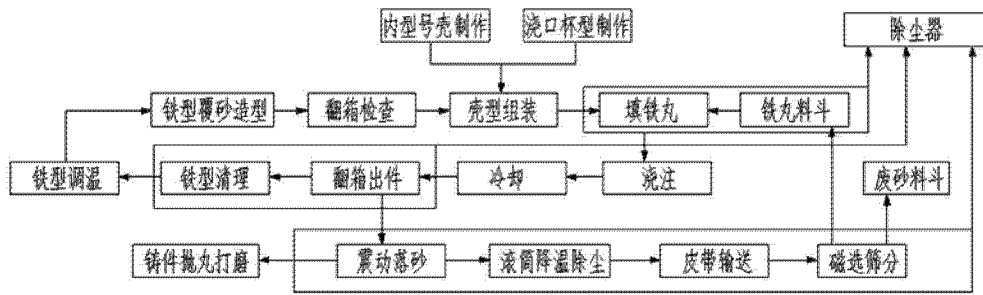 内型号壳制作
浇口杯型制作
除尘器
铁型覆砂造型
翻箱检查
壳型组装
填铁丸
铁丸料斗
铁型调温
铁型清理
翻箱出件
冷却
浇注
废砂料斗
铸件抛丸打磨
震动落砂
滚筒降温除尘
皮带输送
磁选筛分